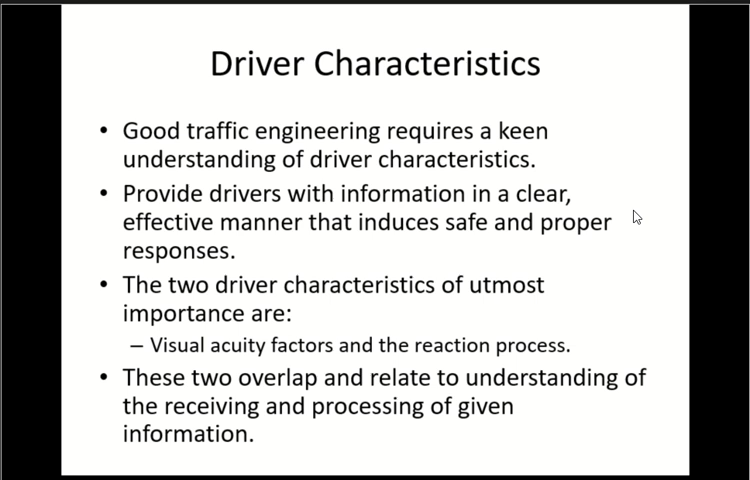 Driver Characteristics
• Good traffic engineering requires a keen
understanding of driver characteristics.
• Provide drivers with information in a clear,
effective manner that induces safe and proper
responses.
• The two driver characteristics of utmost
importance are:
– Visual acuity factors and the reaction process.
• These two overlap and relate to understanding of
the receiving and processing of given
information.